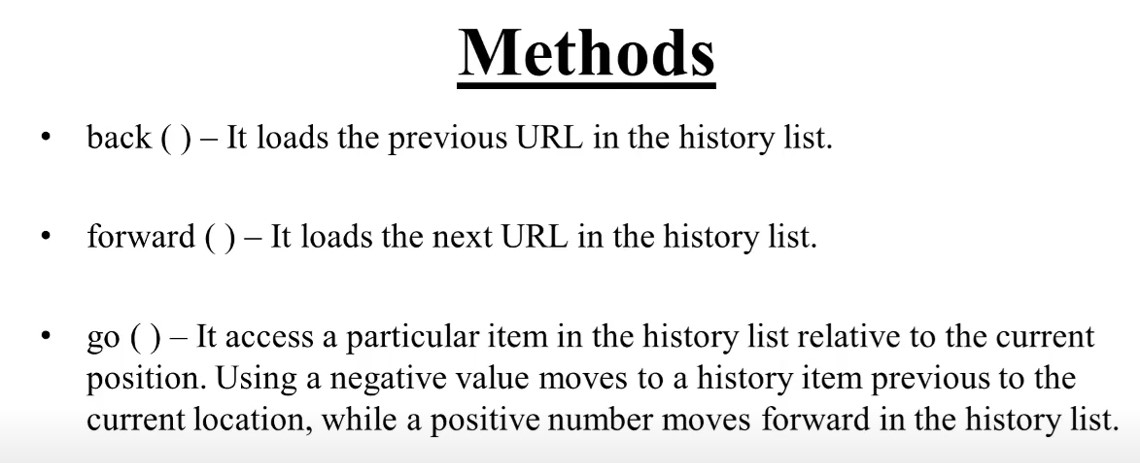 Methods
• back ( ) – It loads the previous URL in the history list.
• forward ( ) – It loads the next URL in the history list.
• go ( ) – It access a particular item in the history list relative to the current
position. Using a negative value moves to a history item previous to the
current location, while a positive number moves forward in the history list.